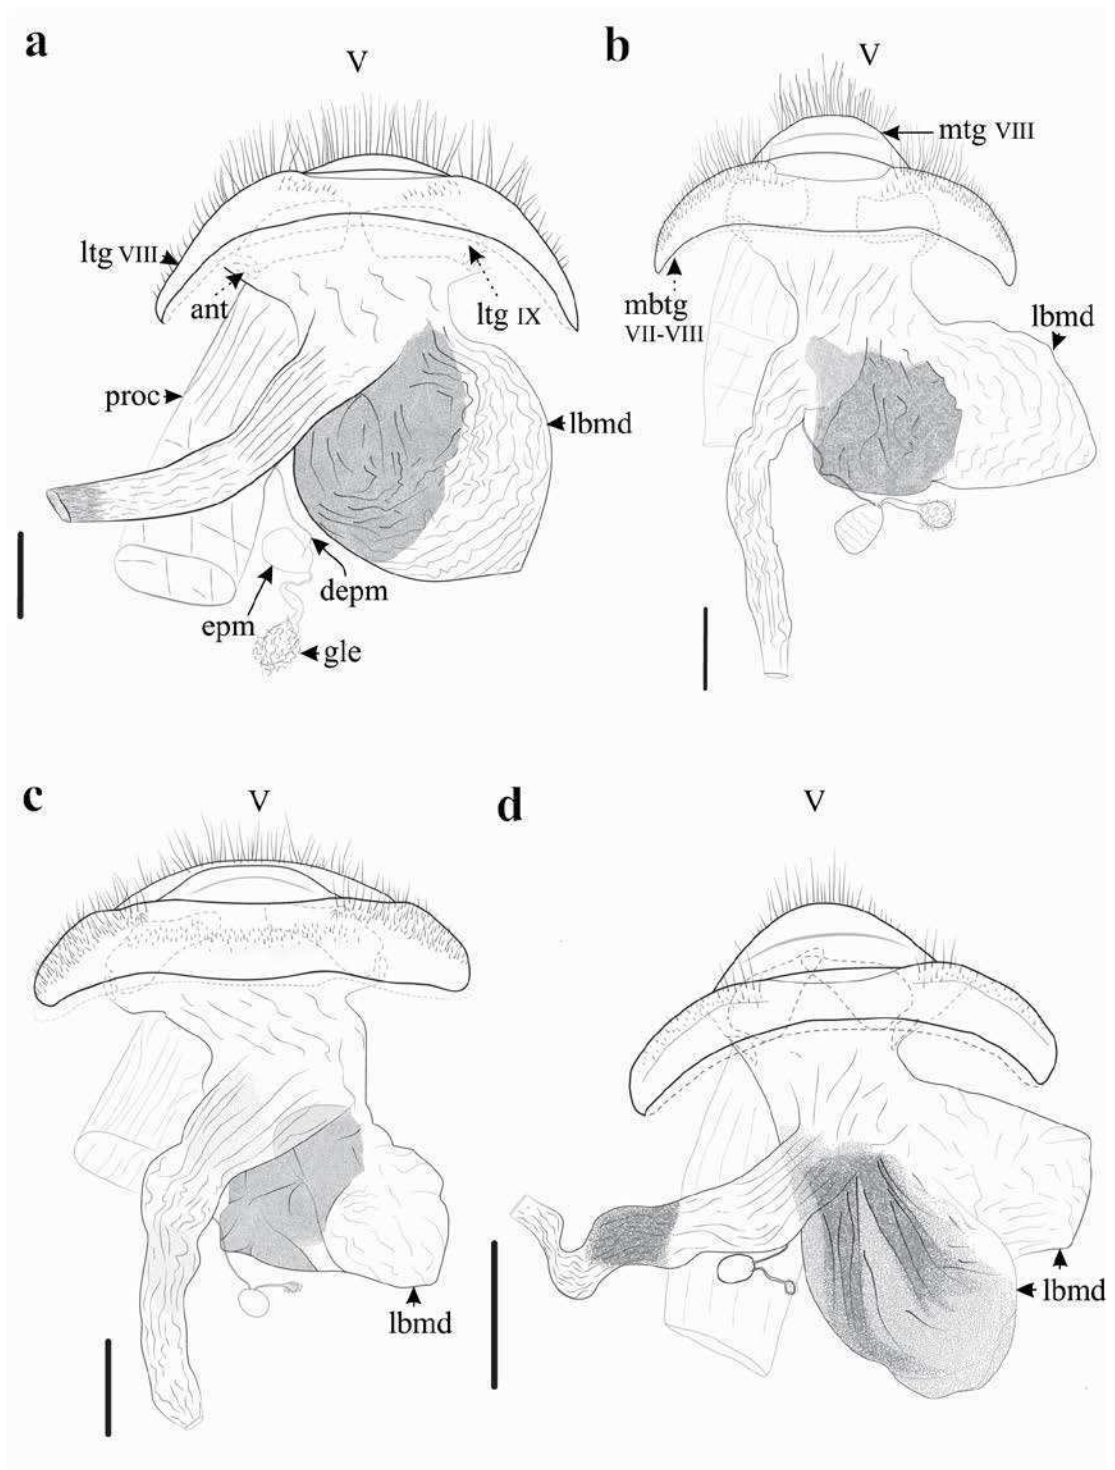 a
V
ltg VIII
ant
ltg IX
proc
lbmd
depm
epm
gle
b
V
mtg VIII
mbtg
VII-VIII
lbmd
c
V
lbmd
d
V
lbmd